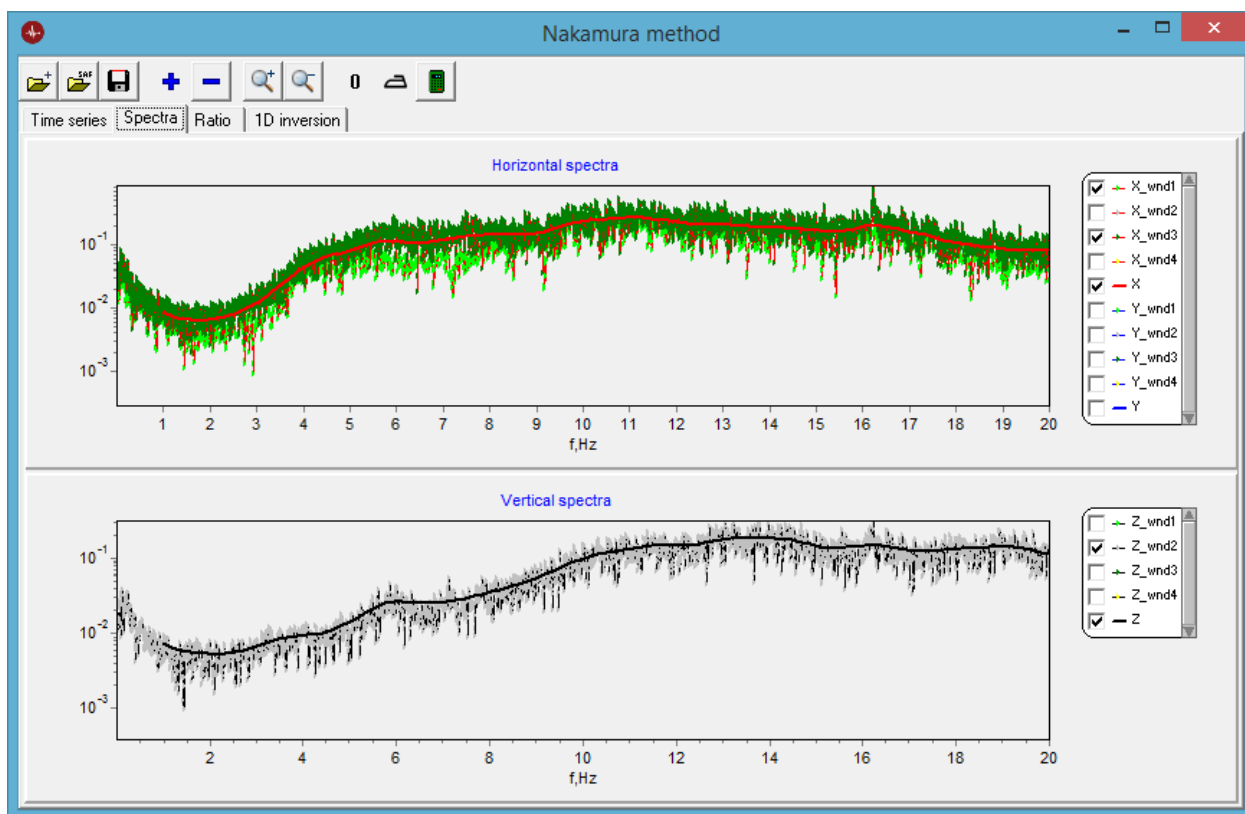 Nakamura method
SAF
0
Time series Spectra Ratio 1D inversion
Horizontal spectra
10⁻¹
10⁻²
10⁻³
1 2 3 4 5 6 7 8 9 10 11 12 13 14 15 16 17 18 19 20
f,Hz
X_wnd1
X_wnd2
X_wnd3
X_wnd4
X
Y_wnd1
Y_wnd2
Y_wnd3
Y_wnd4
Y
Vertical spectra
10⁻¹
10⁻²
10⁻³
2 4 6 8 10 12 14 16 18 20
f,Hz
Z_wnd1
Z_wnd2
Z_wnd3
Z_wnd4
Z